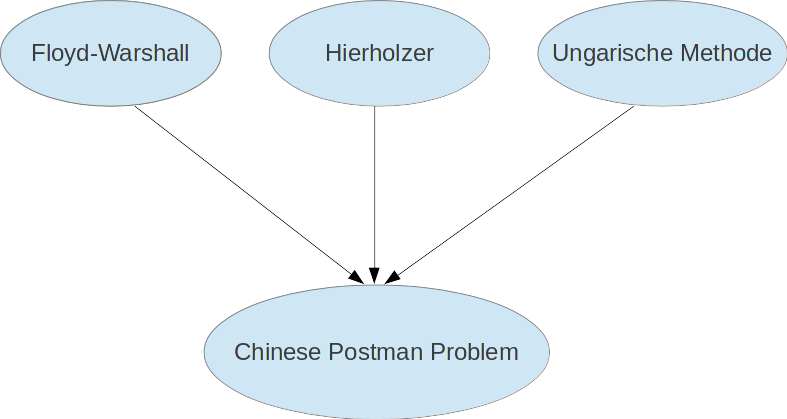 Floyd-Warshall
Hierholzer
Ungarische Methode
Chinese Postman Problem